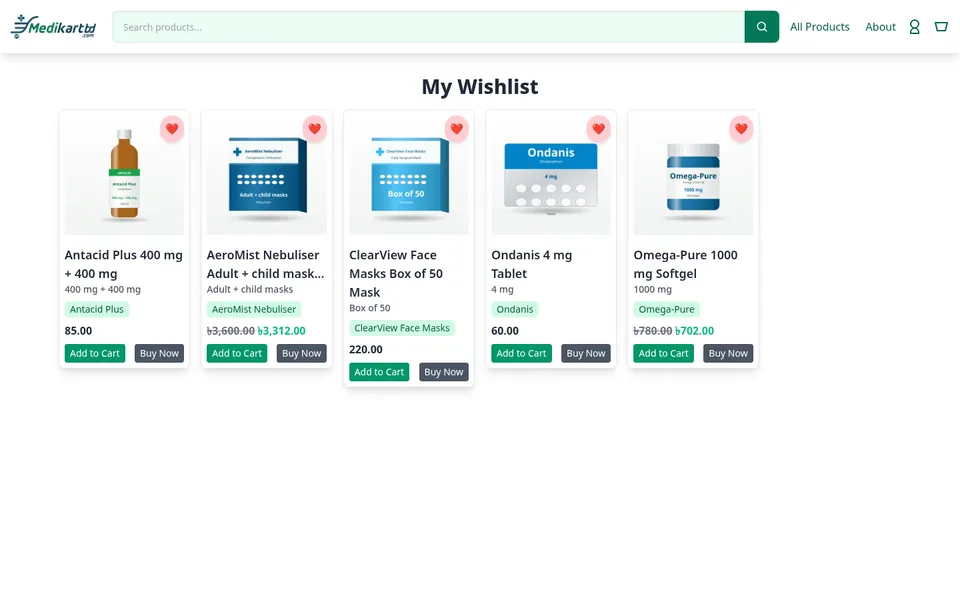 Medikartbd
.com
Search products...
All Products
About
My Wishlist
Antacid Plus
400 mg + 400 mg
Antacid Plus 400 mg
+ 400 mg
400 mg + 400 mg
Antacid Plus
85.00
Add to Cart
Buy Now
AeroMist Nebuliser
Adult + child masks
Nebuliser
AeroMist Nebuliser
Adult + child mask...
Adult + child masks
AeroMist Nebuliser
৳3,600.00 ৳3,312.00
Add to Cart
Buy Now
ClearView Face Masks
Box of 50
ClearView Face
Masks Box of 50
Mask
Box of 50
ClearView Face Masks
220.00
Add to Cart
Buy Now
Ondanis
4 mg
Ondanis 4 mg
Tablet
4 mg
Ondanis
60.00
Add to Cart
Buy Now
Omega-Pure
1000 mg
Omega-Pure 1000
mg Softgel
1000 mg
Omega-Pure
৳780.00 ৳702.00
Add to Cart
Buy Now